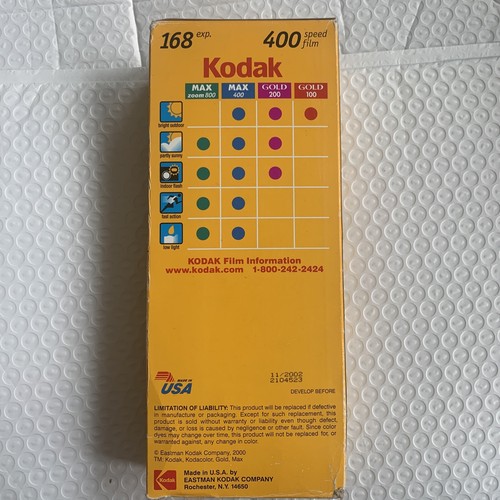 168 exp. 400 speed film
Kodak
MAX zoom 800 MAX 400 GOLD 200 GOLD 100
bright outdoor
partly sunny
indoor flash
fast action
low light
KODAK Film Information
www.kodak.com 1-800-242-2424
11/2002
2104523
MADE IN
USA
DEVELOP BEFORE
LIMITATION OF LIABILITY: This product will be replaced if defective
in manufacture or packaging. Except for such replacement, this
product is sold without warranty or liability even though defect,
damage, or loss is caused by negligence or other fault. Since color
dyes may change over time, this product will not be replaced for, or
warranted against, any change in color.
© Eastman Kodak Company, 2000
TM: Kodak, Kodacolor, Gold, Max
Kodak
Made in U.S.A. by
EASTMAN KODAK COMPANY
Rochester, N.Y. 14650